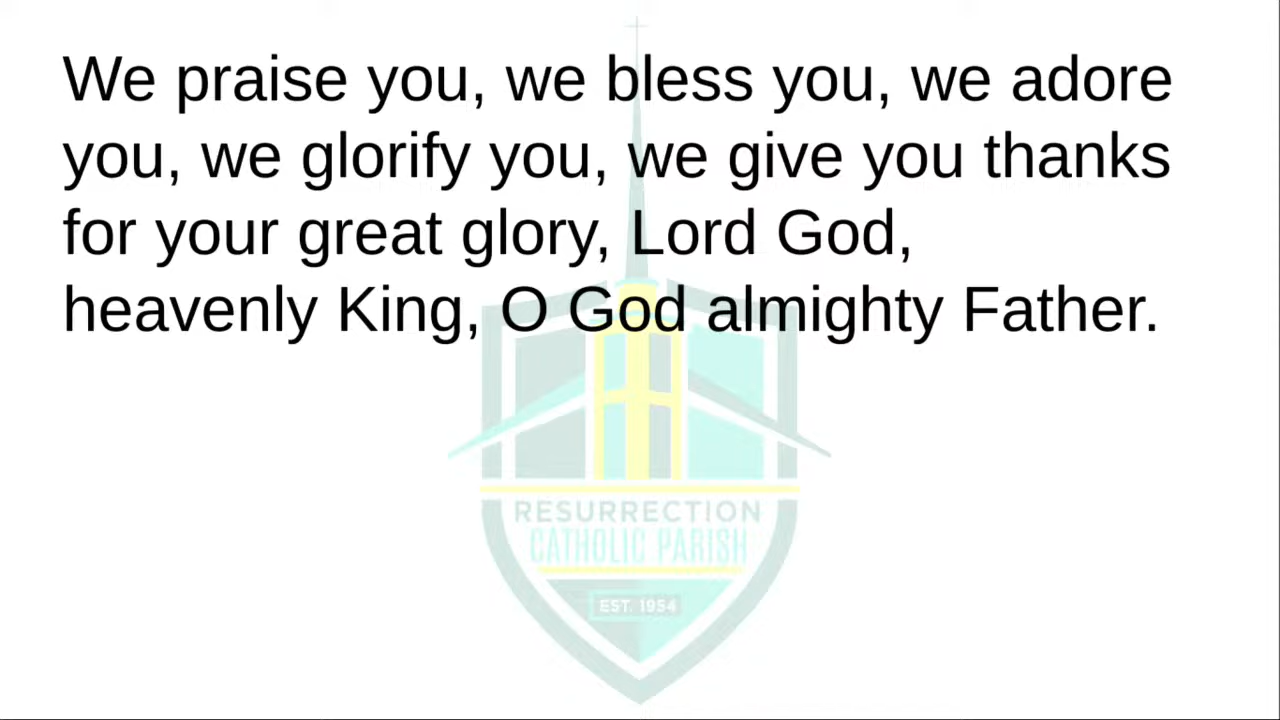 We praise you, we bless you, we adore
you, we glorify you, we give you thanks
for your great glory, Lord God,
heavenly King, O God almighty Father.
RESURRECTION
CATHOLIC PARISH
EST. 1954